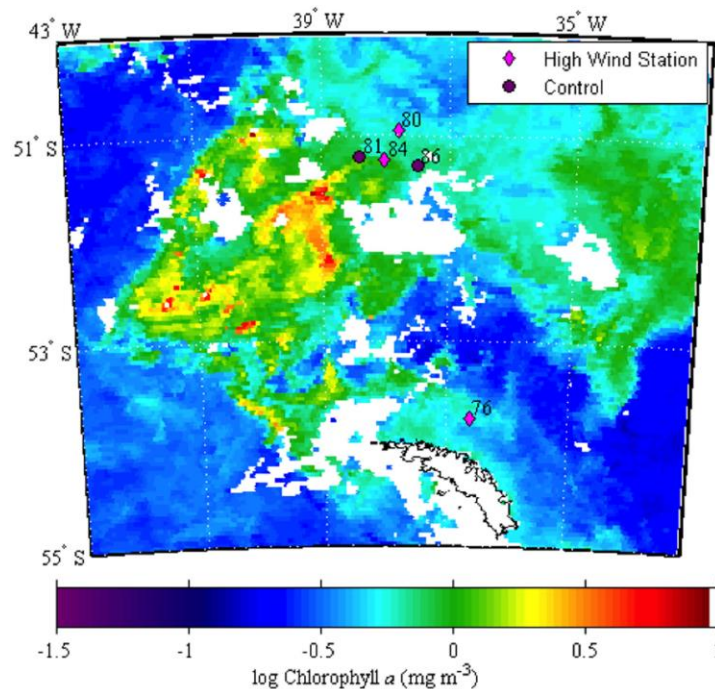 43° W
39° W
35° W
High Wind Station
Control
80
51° S
81
84
86
53° S
76
55° S
-1.5
-1
-0.5
0
0.5
log Chlorophyll a (mg m-3)